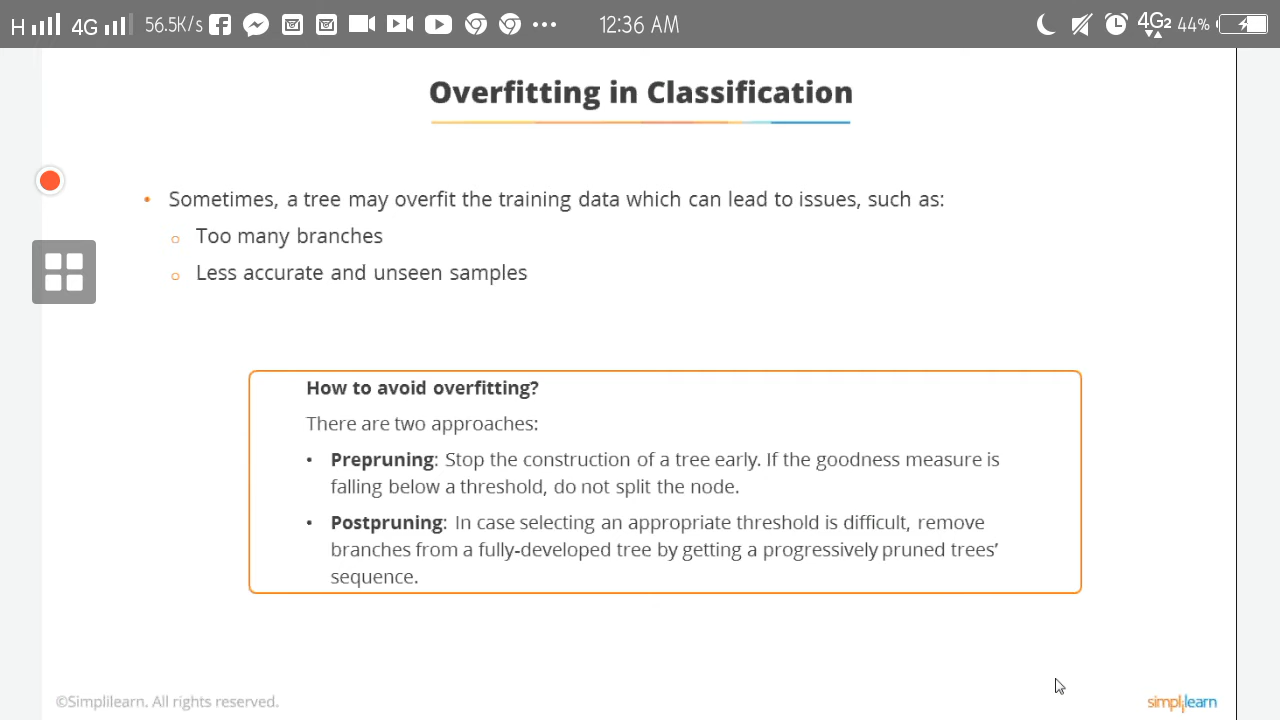 H 4G 56.5K/s 12:36 AM 4G2 44%
Overfitting in Classification
• Sometimes, a tree may overfit the training data which can lead to issues, such as:
o Too many branches
o Less accurate and unseen samples
How to avoid overfitting?
There are two approaches:
• Prepruning: Stop the construction of a tree early. If the goodness measure is
falling below a threshold, do not split the node.
• Postpruning: In case selecting an appropriate threshold is difficult, remove
branches from a fully-developed tree by getting a progressively pruned trees’
sequence.
©Simplilearn. All rights reserved.
simplilearn